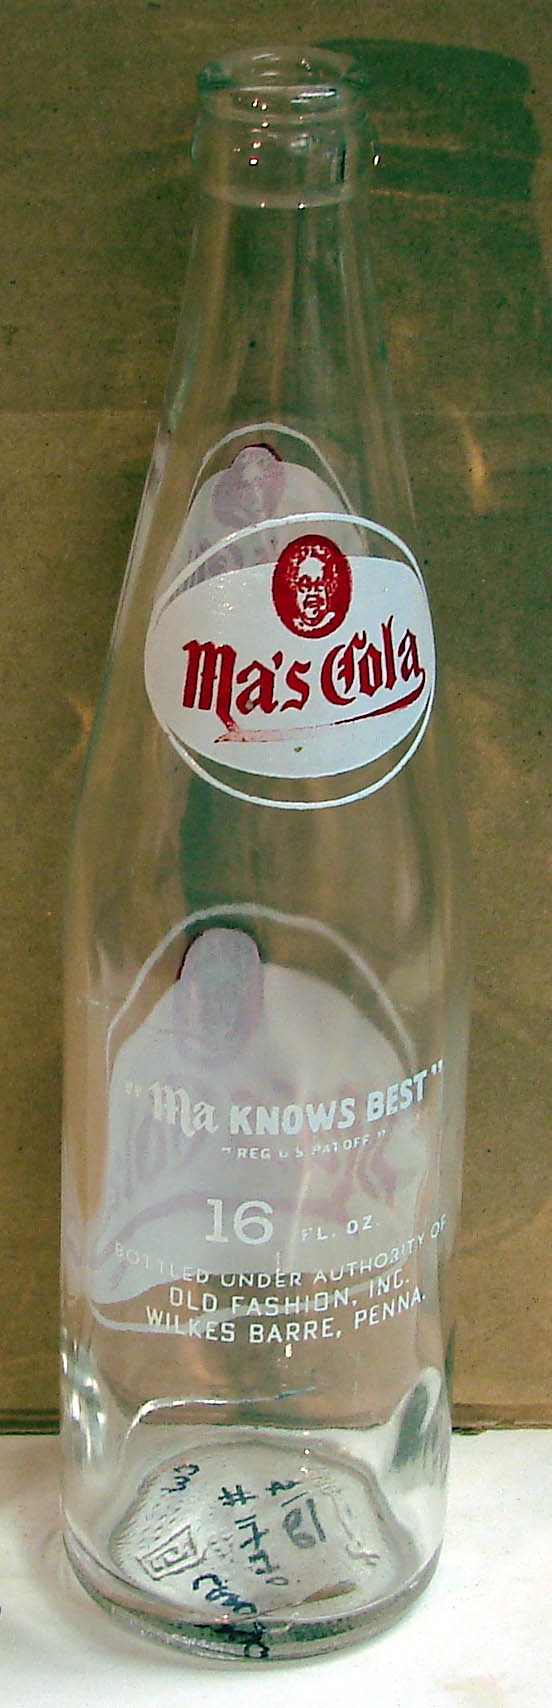 Ma's Cola
"Ma KNOWS BEST"
"REG U S PAT OFF"
16 FL. OZ.
BOTTLED UNDER AUTHORITY OF
OLD FASHION, INC.
WILKES BARRE, PENNA.